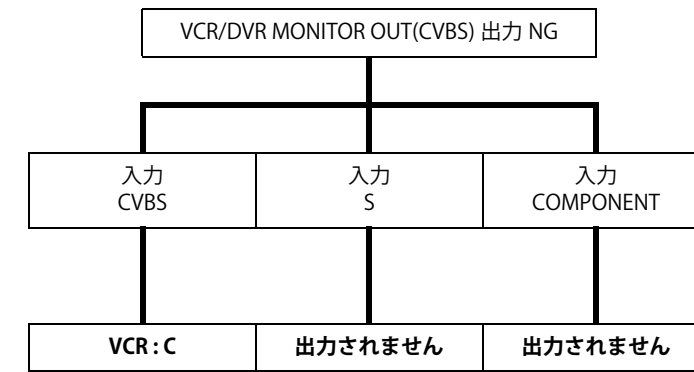 VCR/DVR MONITOR OUT(CVBS) 出力 NG
入力
CVBS
入力
S
入力
COMPONENT
VCR : C
出力されません
出力されません